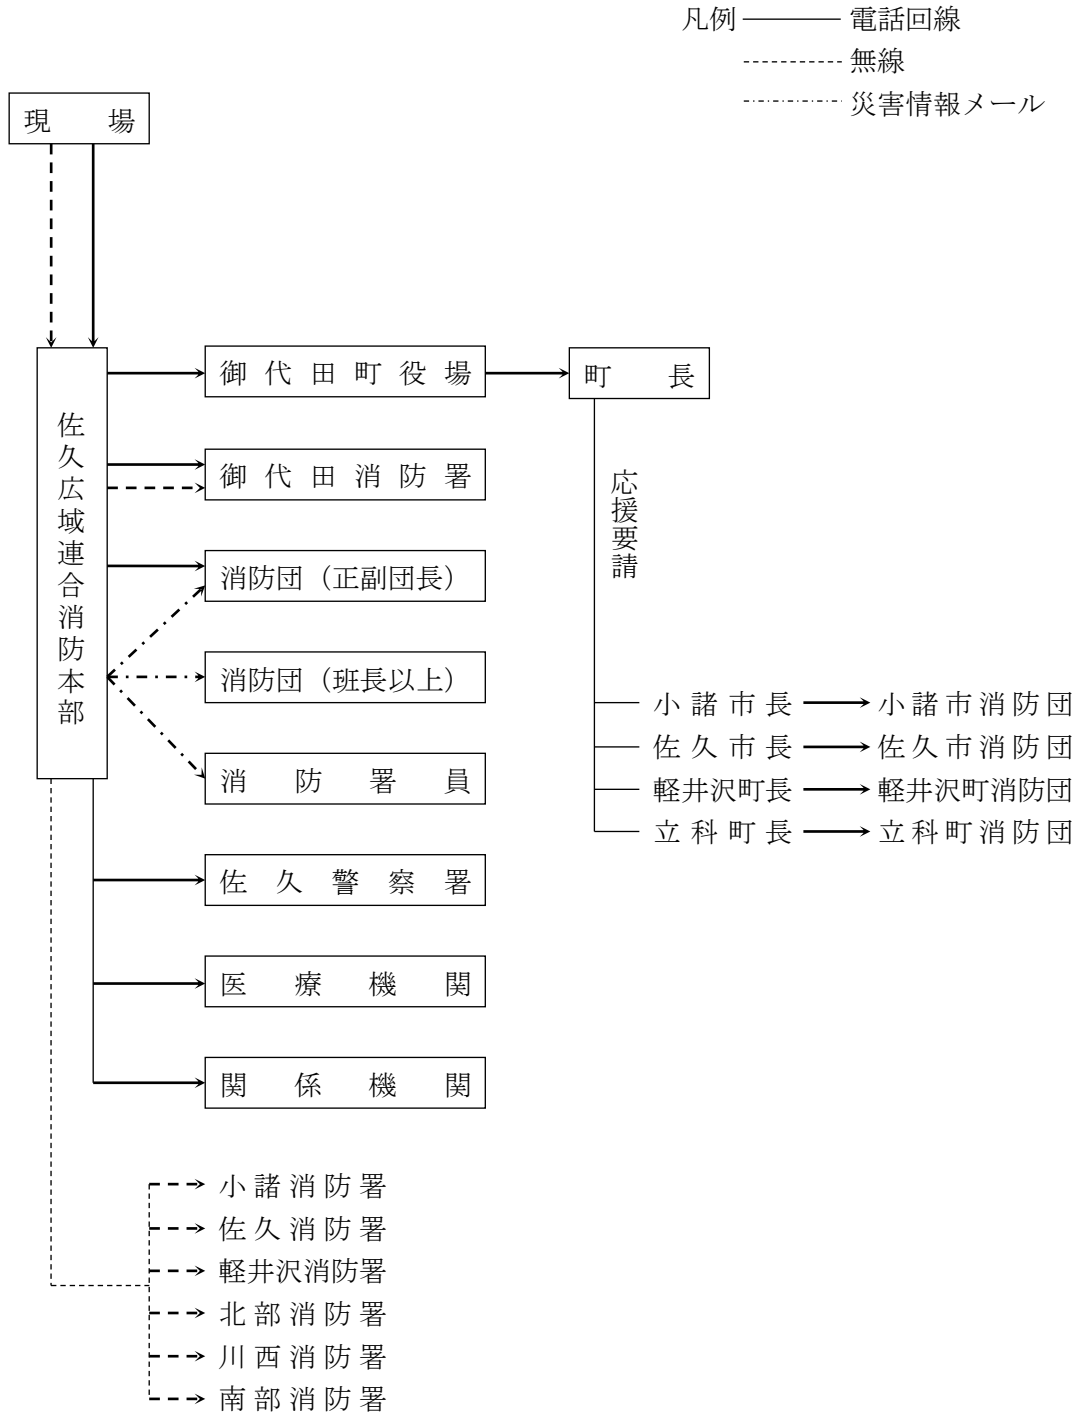 凡例 電話回線
無線
災害情報メール
現場
佐久広域連合消防本部
御代田町役場
町長
御代田消防署
消防団（正副団長）
消防団（班長以上）
消防署員
応援要請
小諸市長 小諸市消防団
佐久市長 佐久市消防団
軽井沢町長 軽井沢町消防団
立科町長 立科町消防団
佐久警察署
医療機関
関係機関
小諸消防署
佐久消防署
軽井沢消防署
北部消防署
川西消防署
南部消防署